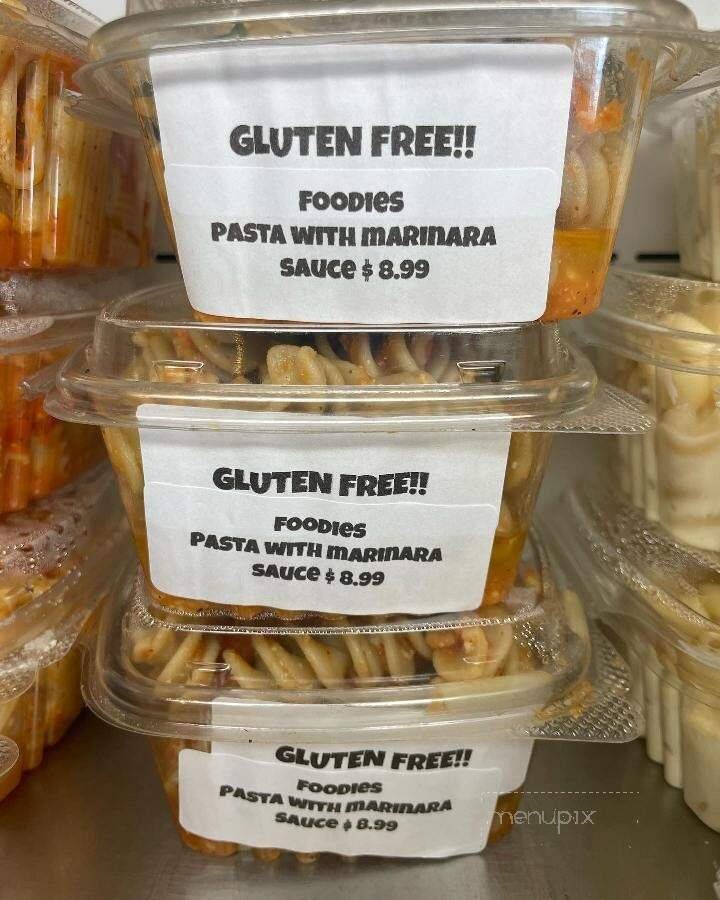 GLUTEN FREE!!
FOODIES
PASTA WITH MARINARA
SAUCE $ 8.99
GLUTEN FREE!!
FOODIES
PASTA WITH MARINARA
SAUCE $ 8.99
GLUTEN FREE!!
FOODIES
PASTA WITH MARINARA
SAUCE $ 8.99
menupix